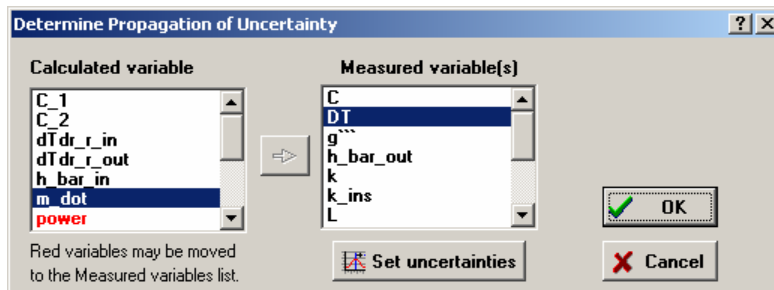 Determine Propagation of Uncertainty
? X
Calculated variable
Measured variable(s)
C_1
C_2
dTdr_r_in
dTdr_r_out
h_bar_in
m_dot
power
C
DT
g```
h_bar_out
k
k_ins
L
Red variables may be moved
to the Measured variables list.
Set uncertainties
OK
Cancel